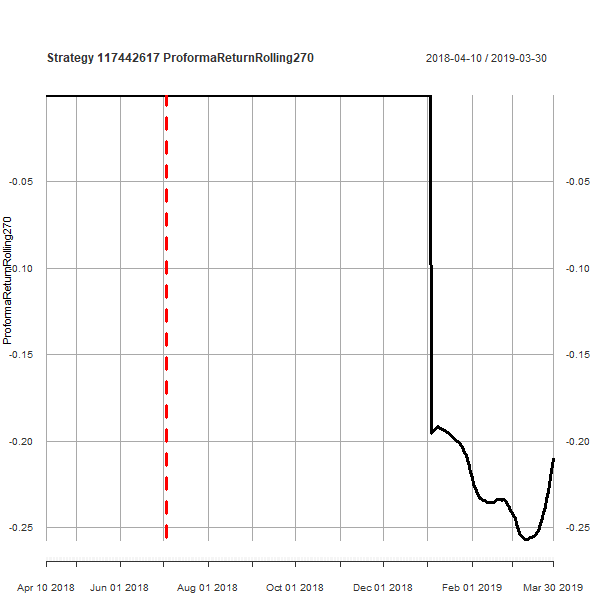 Strategy 117442617 ProformaReturnRolling270
2018-04-10 / 2019-03-30
ProformaReturnRolling270
-0.05 -0.05
-0.10 -0.10
-0.15 -0.15
-0.20 -0.20
-0.25 -0.25
Apr 10 2018 Jun 01 2018 Aug 01 2018 Oct 01 2018 Dec 01 2018 Feb 01 2019 Mar 30 2019